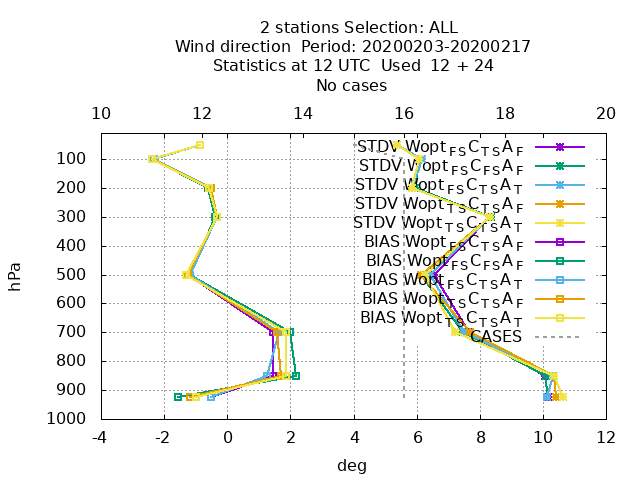 2 stations Selection: ALL
Wind direction  Period: 20200203-20200217
Statistics at 12 UTC  Used  12 + 24
No cases
10 12 14 16 18 20
STDV Wopt FS C TS A F
STDV Wopt FS C FS A F
STDV Wopt FS C TS A T
STDV Wopt TS C TS A F
STDV Wopt TS C TS A T
BIAS Wopt FS C TS A F
BIAS Wopt FS C FS A F
BIAS Wopt FS C TS A T
BIAS Wopt TS C TS A F
BIAS Wopt TS C TS A T
CASES
hPa
100
200
300
400
500
600
700
800
900
1000
-4 -2 0 2 4 6 8 10 12
deg